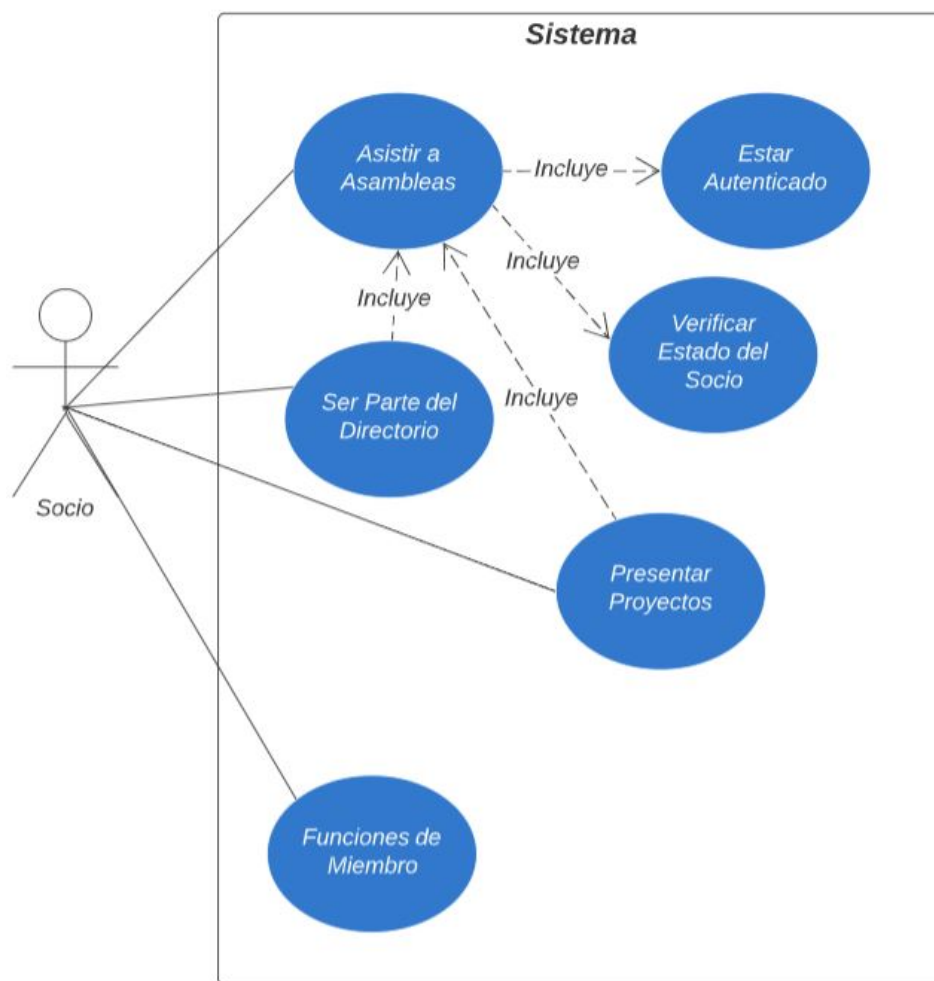 Sistema
Asistir a
Asambleas
Incluye
Estar
Autenticado
Incluye
Incluye
Verificar
Estado del
Socio
Ser Parte del
Directorio
Incluye
Socio
Presentar
Proyectos
Funciones de
Miembro